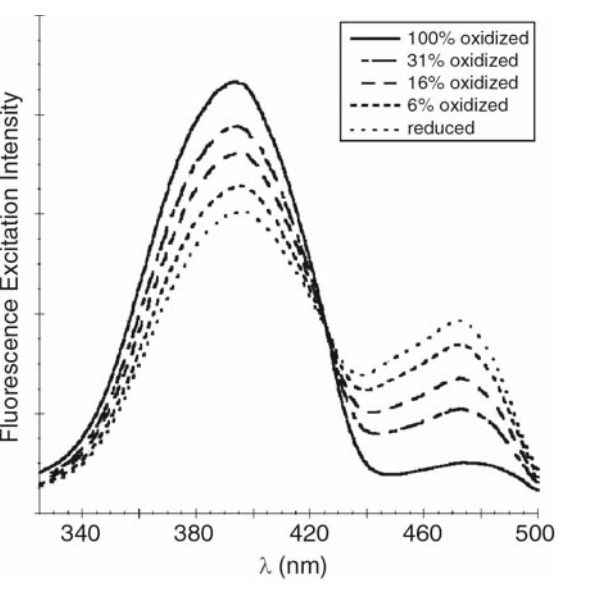 100% oxidized
31% oxidized
16% oxidized
6% oxidized
reduced
Fluorescence Excitation Intensity
340 380 420 460 500
λ (nm)